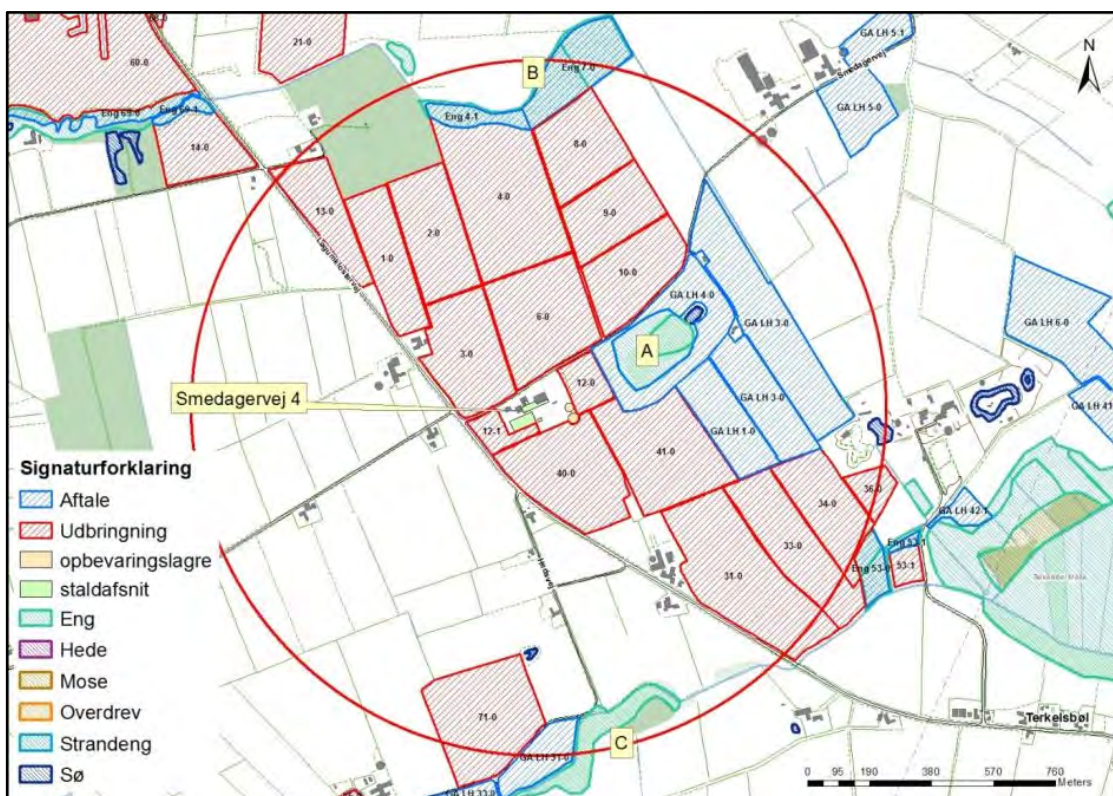 68-0
60-0
21-0
B
GA LH 5-1
Smedagervej
N
Eng 7-0
GA LH 5-0
Eng 69-0
Eng 69-1
Eng 4-1
14-0
8-0
13-0
4-0
2-0
9-0
1-0
10-0
GA LH 4-0
6-0
GA LH 3-0
GA LH 6-0
3-0
A
12-0
Smedagervej 4
GA LH 3-0
GA LH 41
12-1
GA LH 1-0
41-0
40-0
34-0
36-0
GA LH 42-1
33-0
Eng 53-1
Eng 53-0
53-1
31-0
71-0
C
GA LH 31-0
GA LH 33-0
Terkelsbøl
Signaturforklaring
Aftale
Udbringning
opbevaringslagre
staldafsnit
Eng
Hede
Mose
Overdrev
Strandeng
Sø
0 95 190 380 570 760
Meters